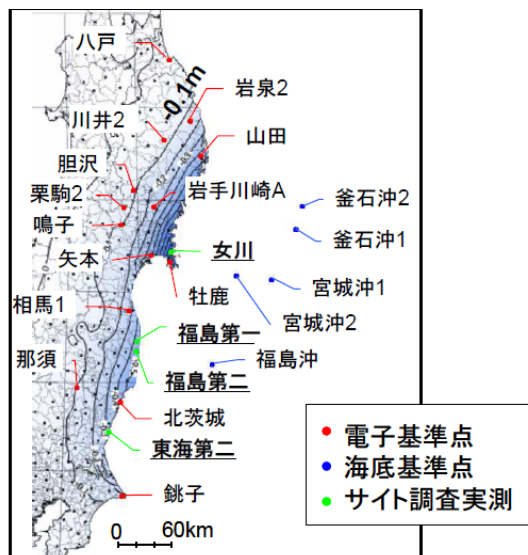 八戸
-0.1m
岩泉2
川井2
山田
胆沢
栗駒2
岩手川崎A
鳴子
釜石沖2
釜石沖1
女川
矢本
牡鹿
宮城沖1
宮城沖2
相馬1
福島第一
那須
福島第二
福島沖
北茨城
東海第二
銚子
0 60km
電子基準点
海底基準点
サイト調査実測